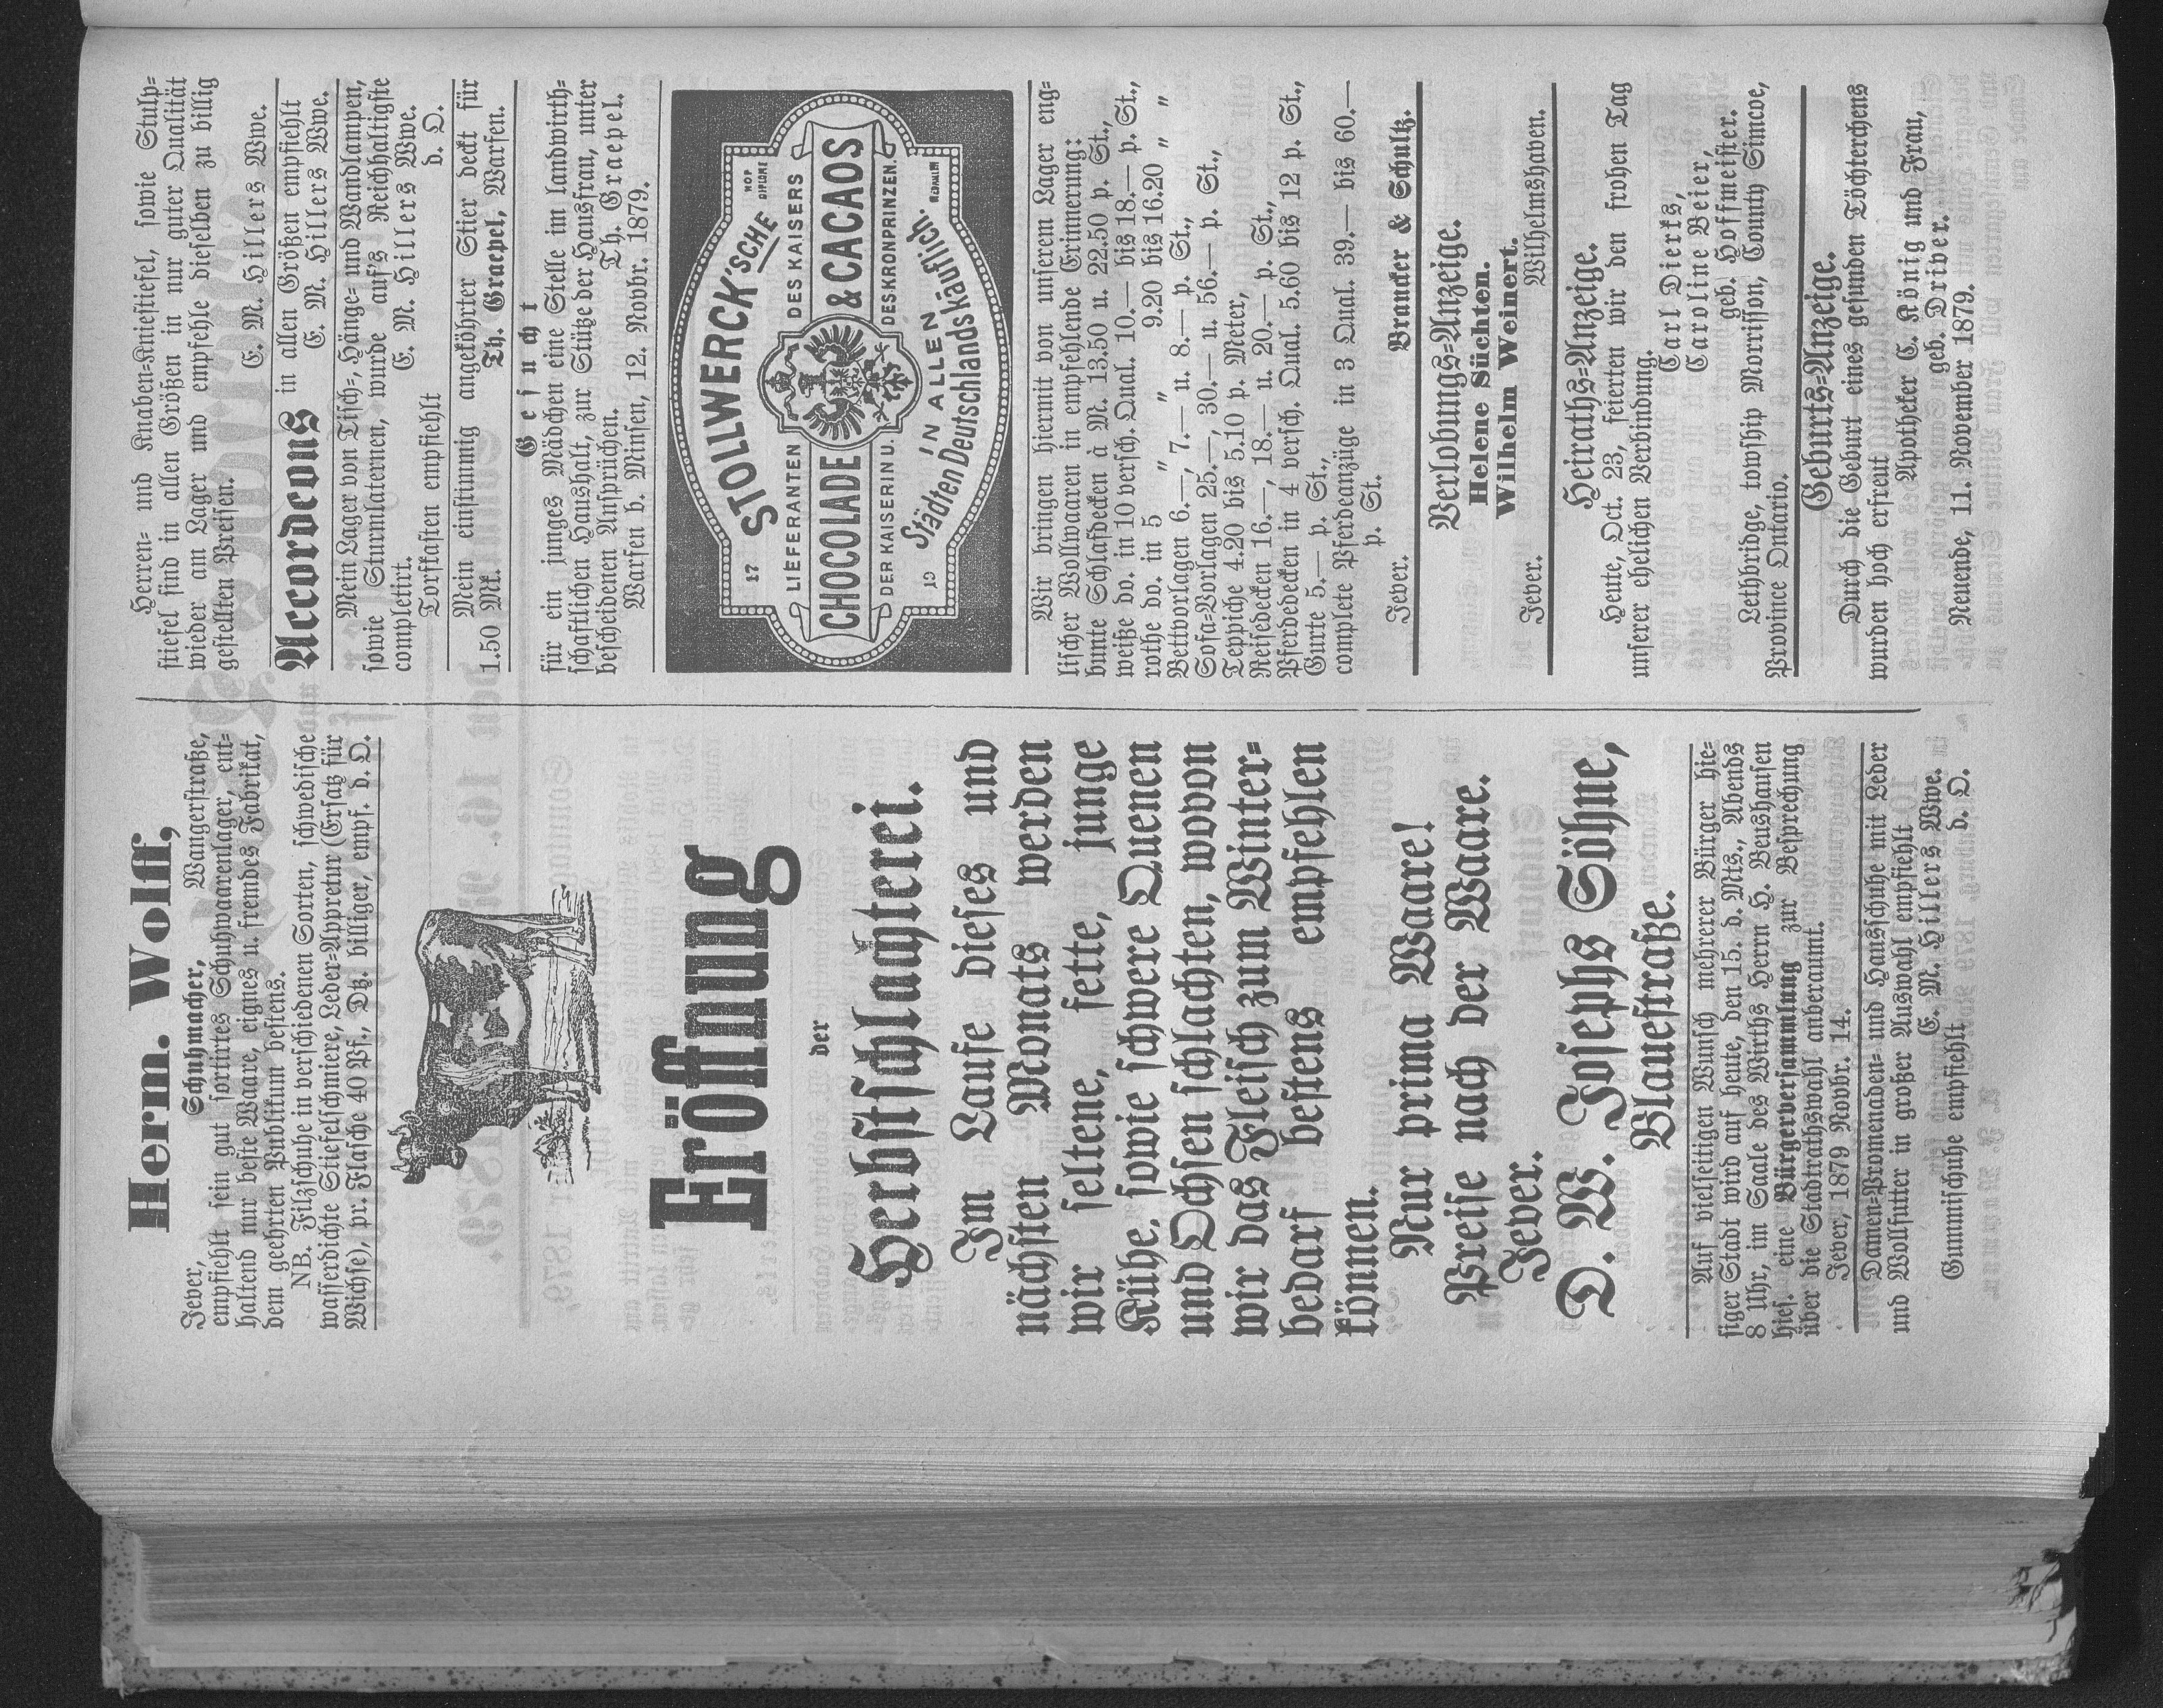 Herm. Wolff,
Jever, Schuhmacher, Wangerstraße,
empfiehlt sein gut sortirtes Schuhwaarenlager, ent-
haltend nur beste Waare, eignes u. fremdes Fabrikat,
dem geehrten Publikum bestens.
NB. Filzschuhe in verschiedenen Sorten, schwedische
wasserdichte Stiefelschmiere, Leder-Appretur (Ersatz für
Wichse), pr. Flasche 40 Pf., Dtz. billiger, empf. d. O.
Eröffnung
der
Herbstschlachterei.
Im Laufe dieses und
nächsten Monats werden
wir seltene, fette, junge
Kühe, sowie schwere Quenen
und Ochsen schlachten, wovon
wir das Fleisch zum Winter-
bedarf bestens empfehlen
können.
Nur prima Waare!
Preise nach der Waare.
Jever.
D. W. Josephs Söhne,
Blauestraße.
Auf vielseitigen Wunsch mehrerer Bürger hie-
siger Stadt wird auf heute, den 15. d. Mts., Abends
8 Uhr, im Saale des Wirths Herrn H. Benshausen
hies. eine Bürgerversammlung zur Besprechung
über die Stadtrathswahl anberaumt.
Jever, 1879 Novbr. 14.
Damen-Promenaden- und Hausschuhe mit Leder
und Wollfutter in großer Auswahl empfiehlt
E. M. Hillers Wwe.
Gummischuhe empfiehlt d. O.
Herren- und Knaben-Kniestiefel, sowie Stulp-
stiefel sind in allen Größen in nur guter Qualität
wieder am Lager und empfehle dieselben zu billig
gestellten Preisen.
E. M. Hillers Wwe.
Accordeons in allen Größen empfiehlt
E. M. Hillers Wwe.
Mein Lager von Tisch-, Hänge- und Wandlampen,
sowie Sturmlaternen, wurde auf's Reichhaltigste
complettirt. E. M. Hillers Wwe.
Torfkasten empfiehlt d. O.
Mein einstimmig angeköhrter Stier deckt für
1.50 Mk. Th. Graepel, Warfen.
Gesucht
für ein junges Mädchen eine Stelle im landwirth-
schaftlichen Haushalt, zur Stütze der Hausfrau, unter
bescheidenen Ansprüchen. Th. Graepel.
Warfen b. Minsen, 12. Novbr. 1879.
17 STOLLWERCK'SCHE HOF DIPLOME
LIEFERANTEN DES KAISERS
CHOCOLADE & CACAOS
DER KAISERIN U. DES KRONPRINZEN.
19 IN ALLEN MEDAILLEN
Städten Deutschlands käuflich.
Wir bringen hiermit von unserem Lager eng-
lischer Wollwaaren in empfehlende Erinnerung:
bunte Schlafdecken à M. 13.50 u. 22.50 p. St.,
weiße do. in 10 versch. Qual. 10.— bis 18.— p. St.,
rothe do. in 5 " " 9.20 bis 16.20 " "
Bettvorlagen 6.—, 7.— u. 8.— p. St.,
Sofa-Vorlagen 25.—, 30.— u. 56.— p. St.,
Teppiche 4.20 bis 5.10 p. Meter,
Reisedecken 16.—, 18.— u. 20.— p. St.,
Pferdedecken in 4 versch. Qual. 5.60 bis 12 p. St.,
Gurte 5.— p. St.,
complete Pferdeanzüge in 3 Qual. 39.— bis 60.—
p. St.
Jever. Brander & Schultz.
Verlobungs-Anzeige.
Helene Süchten.
Wilhelm Weinert.
Jever. Wilhelmshaven.
Heiraths-Anzeige.
Heute, Oct. 23, feierten wir den frohen Tag
unserer ehelichen Verbindung.
Carl Dierks,
Caroline Beier,
geb. Hoffmeister.
Lethbridge, towship Morrisson, County Simcve,
Province Ontario.
Geburts-Anzeige.
Durch die Geburt eines gesunden Töchterchens
wurden hoch erfreut
Apotheker C. König und Frau,
geb. Driver.
Neuende, 11. November 1879.